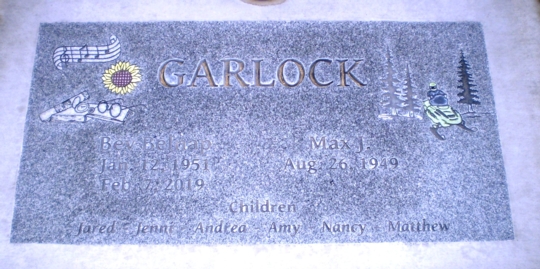 GARLOCK
Max J.
Jan. 12, 1951 Aug. 26, 1949
Feb. 7, 2019
Children
Jared Jenni Andrea Amy Nancy Matthew